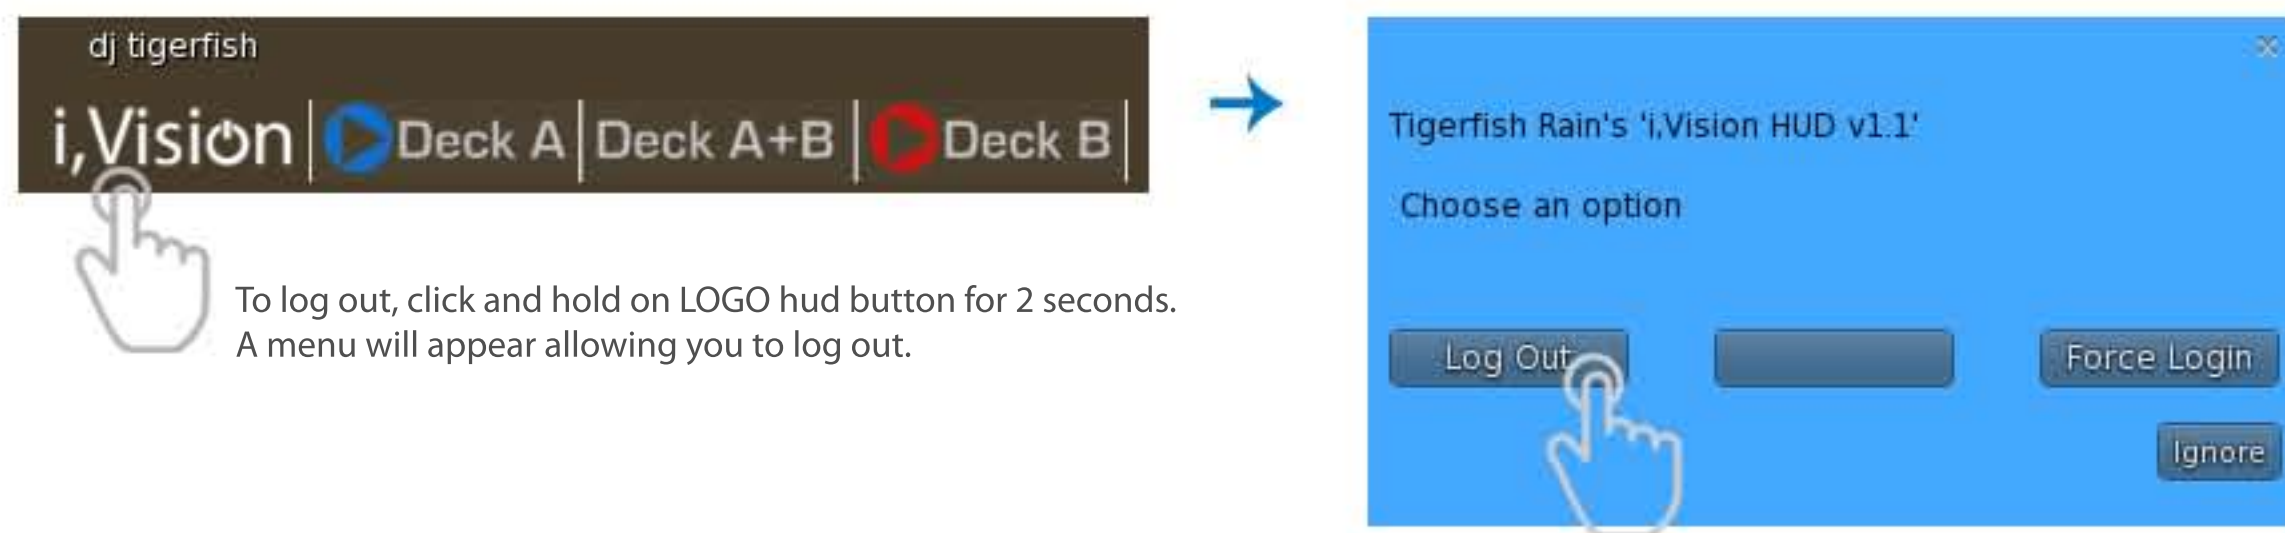 dj tigerfish
i,Vision Deck A Deck A+B Deck B
To log out, click and hold on LOGO hud button for 2 seconds.
A menu will appear allowing you to log out.
Tigerfish Rain's 'i,Vision HUD v1.1'
Choose an option
Log Out Force Login
Ignore